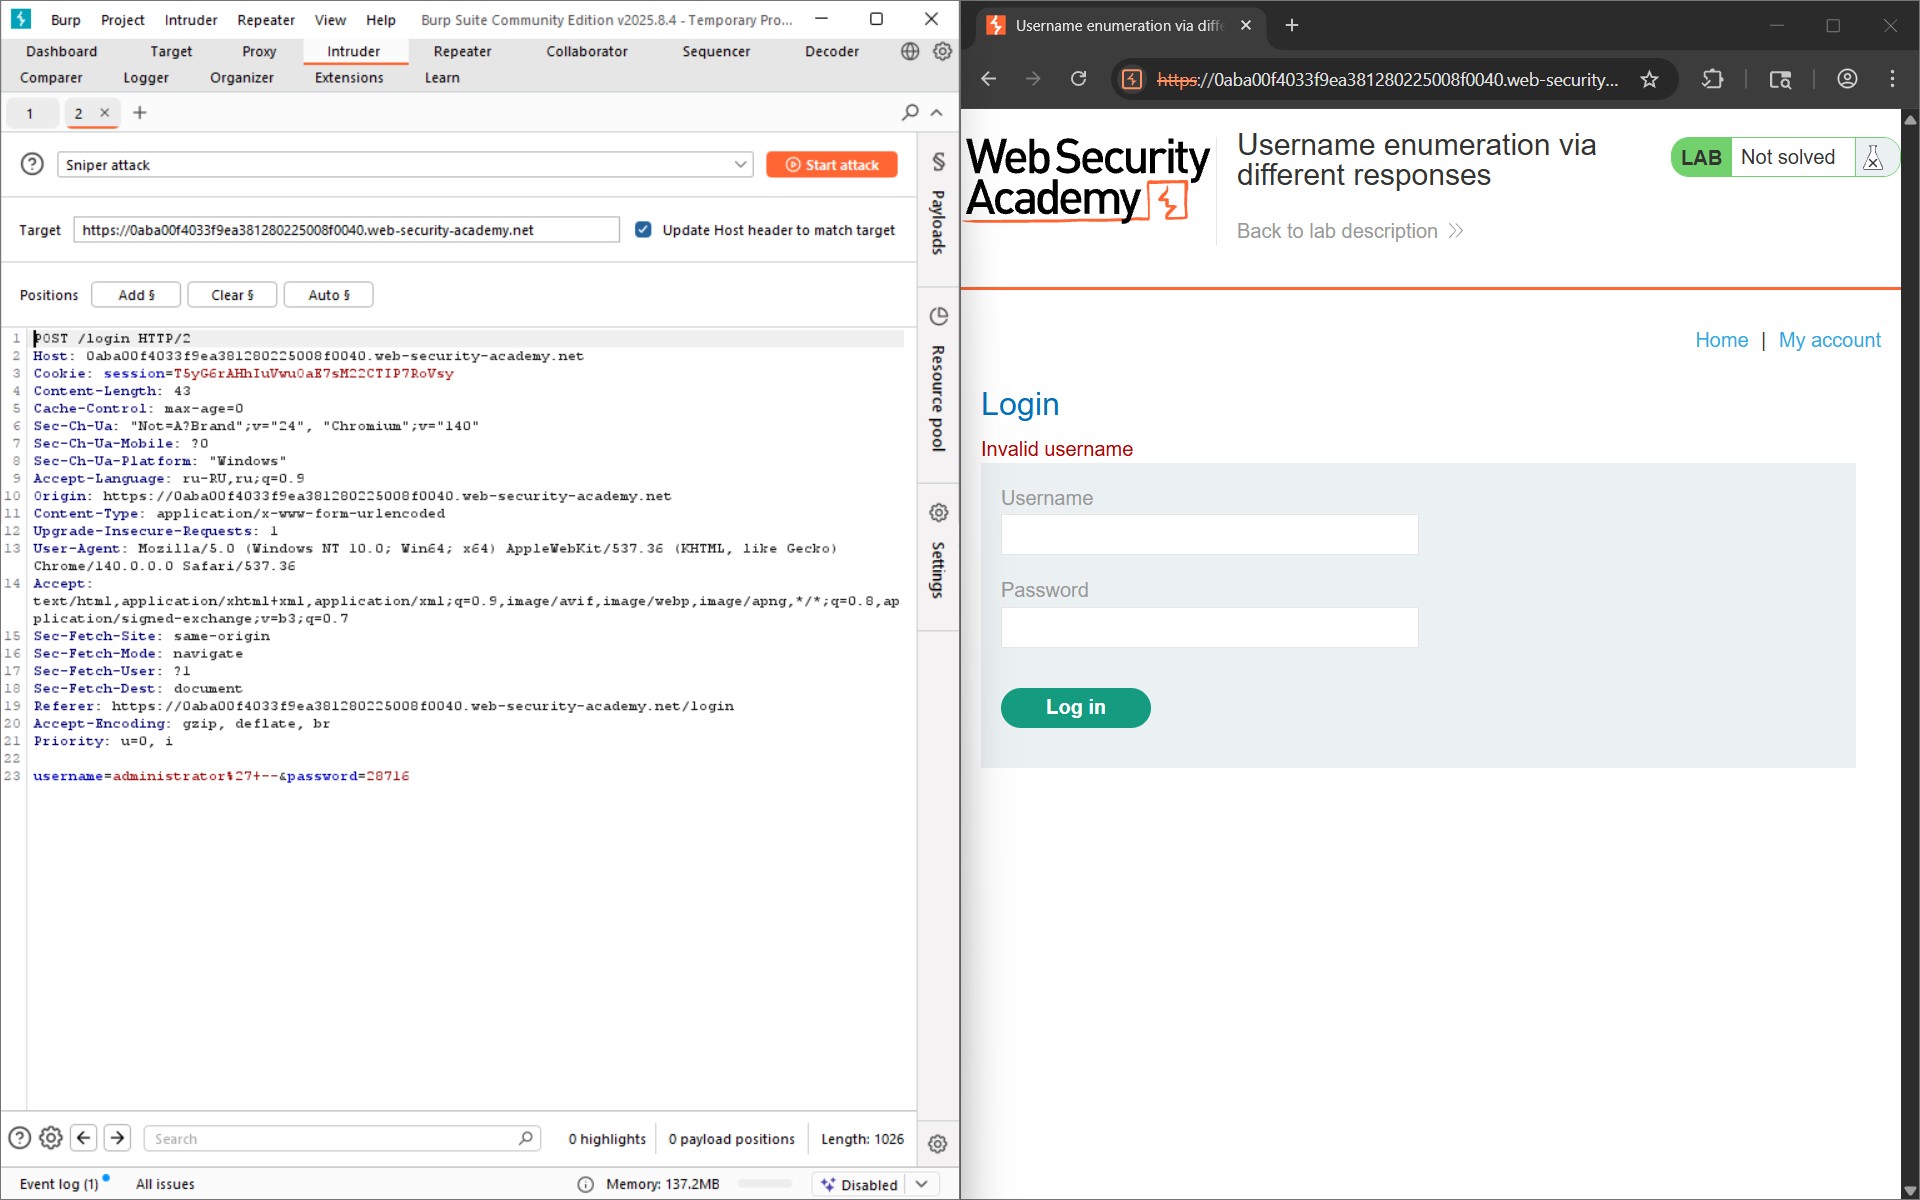 Burp Project Intruder Repeater View Help Burp Suite Community Edition v2025.8.4 - Temporary Pro...
Dashboard Target Proxy Intruder Repeater Collaborator Sequencer Decoder
Comparer Logger Organizer Extensions Learn
1 2
Sniper attack
Start attack
Target https://0aba00f4033f9ea381280225008f0040.web-security-academy.net Update Host header to match target
Positions Add § Clear § Auto §
1 POST /login HTTP/2
2 Host: 0aba00f4033f9ea381280225008f0040.web-security-academy.net
3 Cookie: session=T5yG6rAHhIuVwu0aE7sM22CTIP7RoVsy
4 Content-Length: 43
5 Cache-Control: max-age=0
6 Sec-Ch-Ua: "Not=A?Brand";v="24", "Chromium";v="140"
7 Sec-Ch-Ua-Mobile: ?0
8 Sec-Ch-Ua-Platform: "Windows"
9 Accept-Language: ru-RU,ru;q=0.9
10 Origin: https://0aba00f4033f9ea381280225008f0040.web-security-academy.net
11 Content-Type: application/x-www-form-urlencoded
12 Upgrade-Insecure-Requests: 1
13 User-Agent: Mozilla/5.0 (Windows NT 10.0; Win64; x64) AppleWebKit/537.36 (KHTML, like Gecko)
Chrome/140.0.0.0 Safari/537.36
14 Accept:
text/html,application/xhtml+xml,application/xml;q=0.9,image/avif,image/webp,image/apng,*/*;q=0.8,ap
plication/signed-exchange;v=b3;q=0.7
15 Sec-Fetch-Site: same-origin
16 Sec-Fetch-Mode: navigate
17 Sec-Fetch-User: ?1
18 Sec-Fetch-Dest: document
19 Referer: https://0aba00f4033f9ea381280225008f0040.web-security-academy.net/login
20 Accept-Encoding: gzip, deflate, br
21 Priority: u=0, i
22
23 username=administrator%27+--&password=28716
§ Payloads
Resource pool
Settings
Search
0 highlights 0 payload positions Length: 1026
Event log (1) All issues Memory: 137.2MB Disabled
Username enumeration via diffe
https://0aba00f4033f9ea381280225008f0040.web-security...
Web Security
Academy
Username enumeration via
different responses
Back to lab description
LAB Not solved
Home | My account
Login
Invalid username
Username
Password
Log in